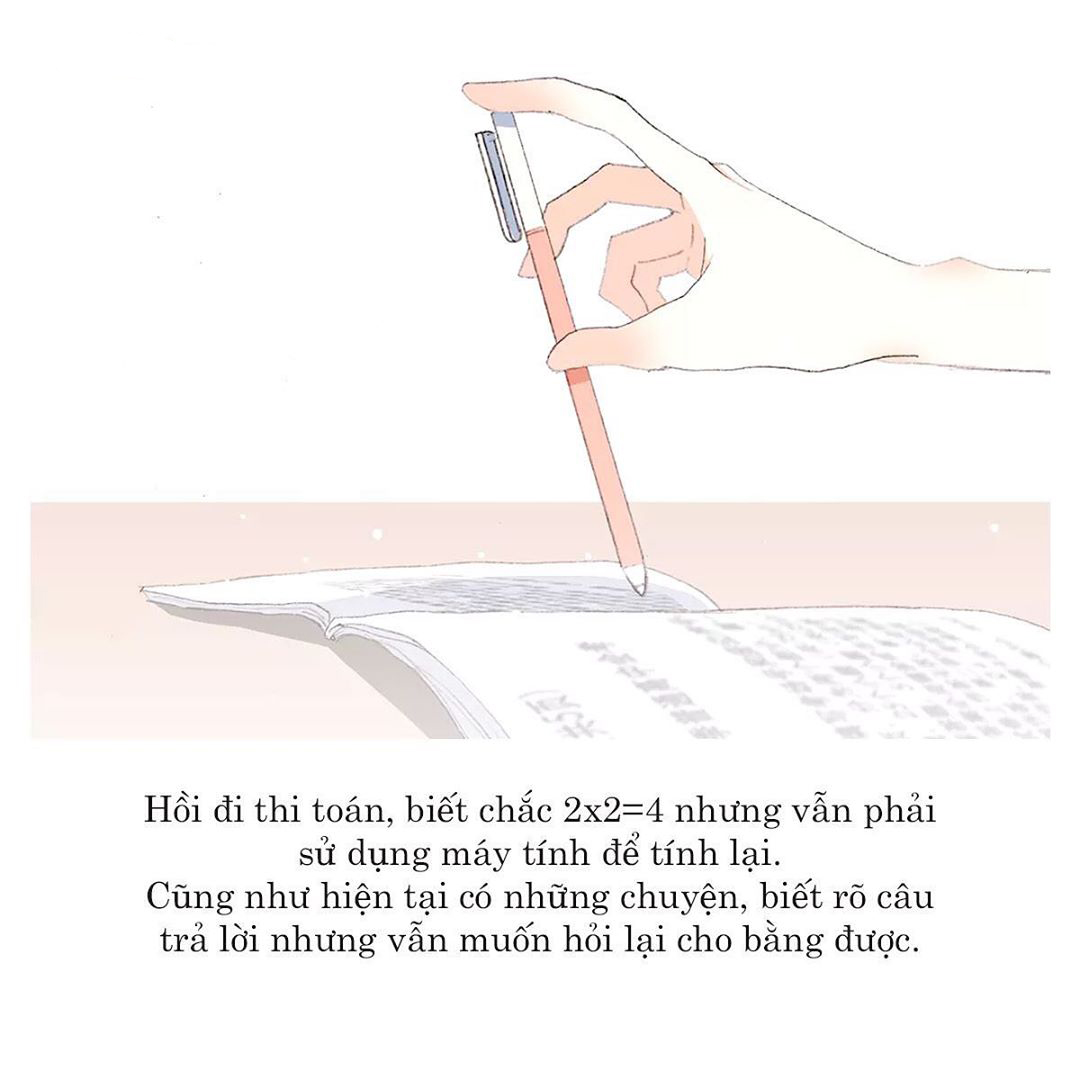 Hồi đi thi toán, biết chắc 2x2=4 nhưng vẫn phải
sử dụng máy tính để tính lại.
Cũng như hiện tại có những chuyện, biết rõ câu
trả lời nhưng vẫn muốn hỏi lại cho bằng được.